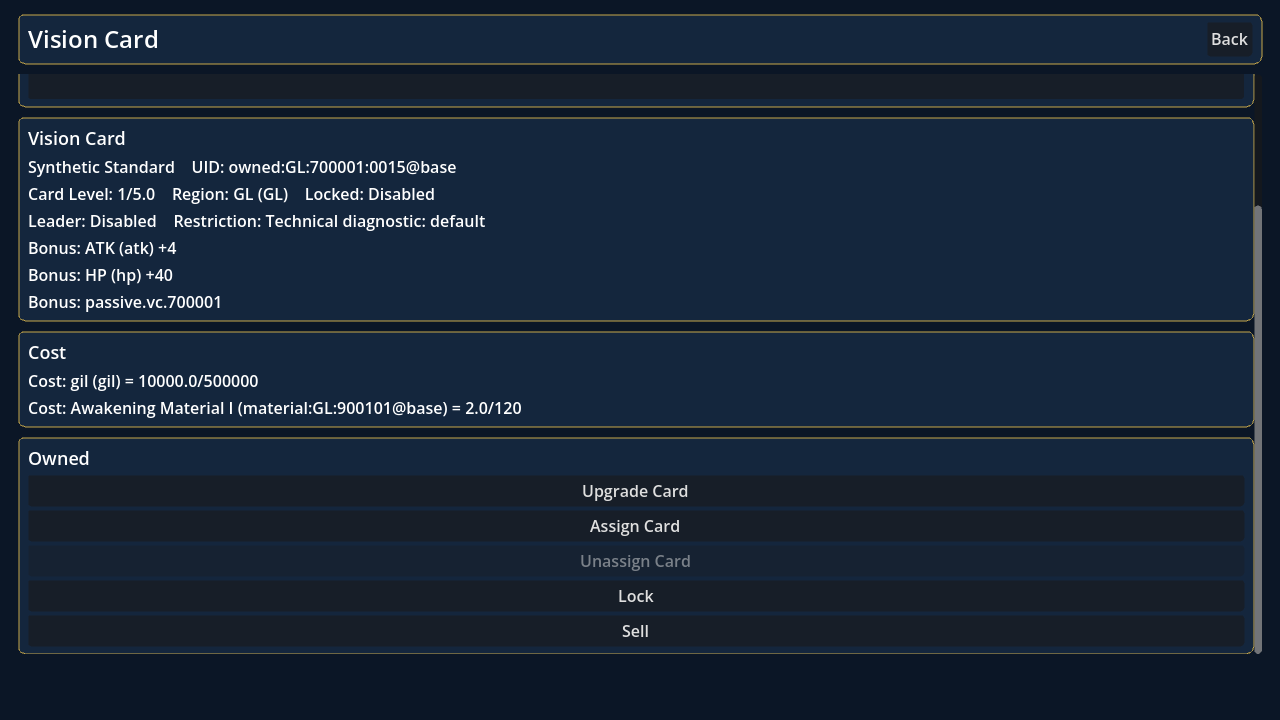 Vision Card
Back
Vision Card
Synthetic Standard UID: owned:GL:700001:0015@base
Card Level: 1/5.0 Region: GL (GL) Locked: Disabled
Leader: Disabled Restriction: Technical diagnostic: default
Bonus: ATK (atk) +4
Bonus: HP (hp) +40
Bonus: passive.vc.700001
Cost
Cost: gil (gil) = 10000.0/500000
Cost: Awakening Material I (material:GL:900101@base) = 2.0/120
Owned
Upgrade Card
Assign Card
Unassign Card
Lock
Sell